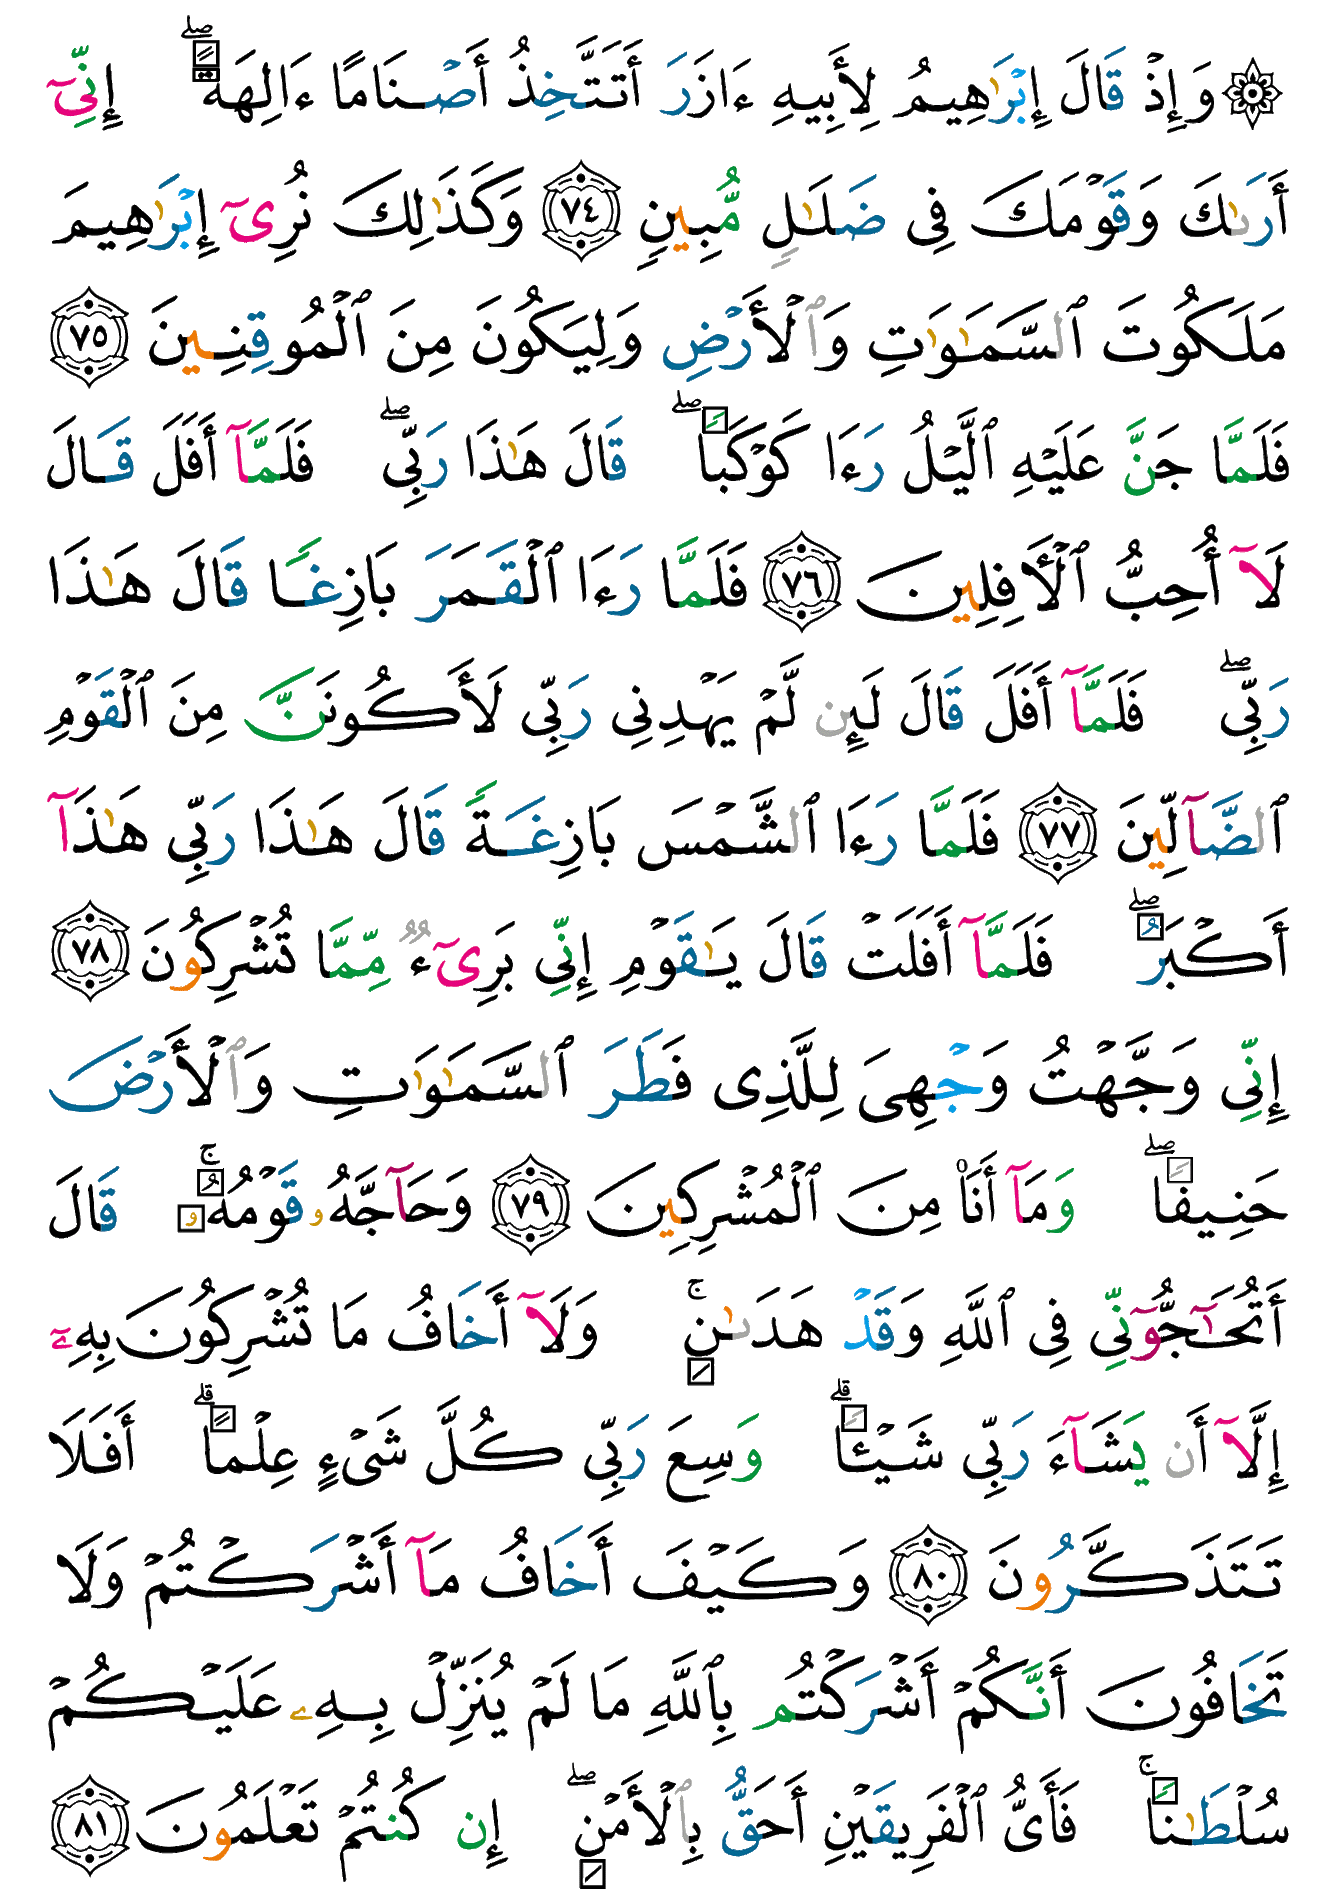 ۞ وَإِذۡ قَالَ إِبۡرَٰهِيمُ لِأَبِيهِ ءَازَرَ أَتَتَّخِذُ أَصۡنَامًا ءَالِهَةًۖ إِنِّيٓ
أَرَىٰكَ وَقَوۡمَكَ فِي ضَلَٰلٖ مُّبِينٖ ٧٤ وَكَذَٰلِكَ نُرِيٓ إِبۡرَٰهِيمَ
مَلَكُوتَ ٱلسَّمَٰوَٰتِ وَٱلۡأَرۡضِ وَلِيَكُونَ مِنَ ٱلۡمُوقِنِينَ ٧٥
فَلَمَّا جَنَّ عَلَيۡهِ ٱلَّيۡلُ رَءَا كَوۡكَبٗاۖ قَالَ هَٰذَا رَبِّيۖ فَلَمَّآ أَفَلَ قَالَ
لَآ أُحِبُّ ٱلۡأٓفِلِينَ ٧٦ فَلَمَّا رَءَا ٱلۡقَمَرَ بَازِغٗا قَالَ هَٰذَا
رَبِّيۖ فَلَمَّآ أَفَلَ قَالَ لَئِن لَّمۡ يَهۡدِنِي رَبِّي لَأَكُونَنَّ مِنَ ٱلۡقَوۡمِ
ٱلضَّآلِّينَ ٧٧ فَلَمَّا رَءَا ٱلشَّمۡسَ بَازِغَةٗ قَالَ هَٰذَا رَبِّي هَٰذَآ
أَكۡبَرُۖ فَلَمَّآ أَفَلَتۡ قَالَ يَٰقَوۡمِ إِنِّي بَرِيٓءٞ مِّمَّا تُشۡرِكُونَ ٧٨
إِنِّي وَجَّهۡتُ وَجۡهِيَ لِلَّذِي فَطَرَ ٱلسَّمَٰوَٰتِ وَٱلۡأَرۡضَ
حَنِيفٗاۖ وَمَآ أَنَا۠ مِنَ ٱلۡمُشۡرِكِينَ ٧٩ وَحَآجَّهُۥ قَوۡمُهُۥۚ قَالَ
أَتُحَٰٓجُّوٓنِّي فِي ٱللَّهِ وَقَدۡ هَدَىٰنِۚ وَلَآ أَخَافُ مَا تُشۡرِكُونَ بِهِۦٓ
إِلَّآ أَن يَشَآءَ رَبِّي شَيۡـٔٗاۗ وَسِعَ رَبِّي كُلَّ شَيۡءٍ عِلۡمًاۗ أَفَلَا
تَتَذَكَّرُونَ ٨٠ وَكَيۡفَ أَخَافُ مَآ أَشۡرَكۡتُمۡ وَلَا
تَخَافُونَ أَنَّكُمۡ أَشۡرَكۡتُم بِٱللَّهِ مَا لَمۡ يُنَزِّلۡ بِهِۦ عَلَيۡكُمۡ
سُلۡطَٰنٗاۚ فَأَيُّ ٱلۡفَرِيقَيۡنِ أَحَقُّ بِٱلۡأَمۡنِۖ إِن كُنتُمۡ تَعۡلَمُونَ ٨١